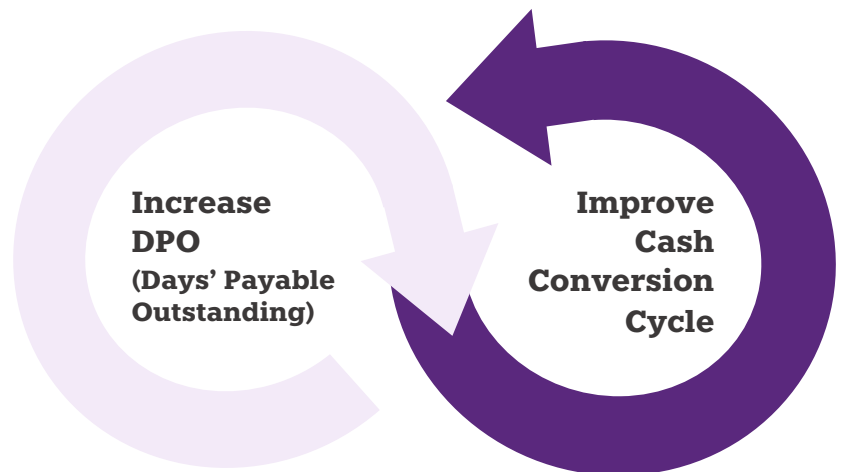 Increase
DPO
(Days’ Payable
Outstanding)
Improve
Cash
Conversion
Cycle